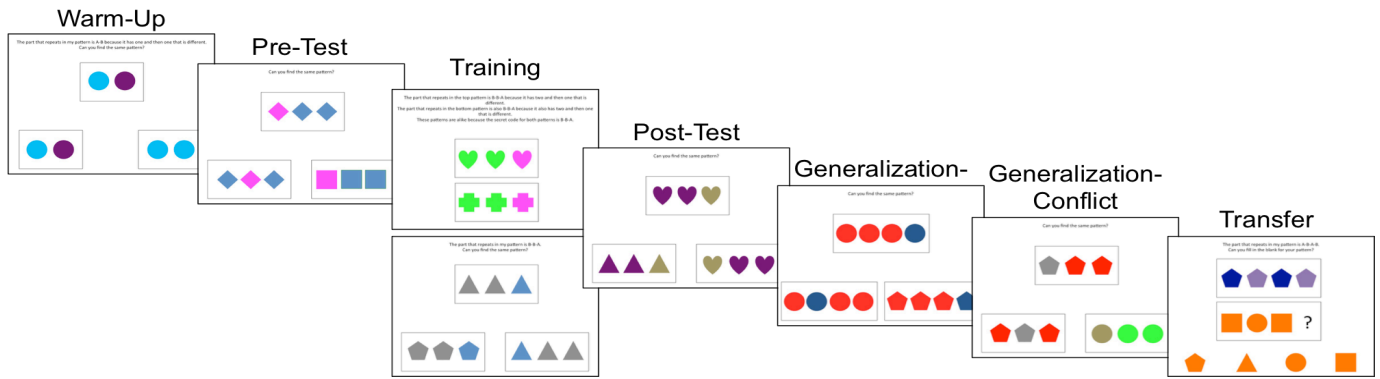 Warm-Up
The part that repeats in my pattern is A-B because it has one and then one that is different.
Can you find the same pattern?
Pre-Test
Can you find the same pattern?
Training
The part that repeats in the top pattern is B-B-A because it has two and then one that is
different.
The part that repeats in the bottom pattern is also B-B-A because it also has two and then one
that is different.
These patterns are alike because the secret code for both patterns is B-B-A.
The part that repeats in my pattern is B-B-A.
Can you find the same pattern?
Post-Test
Can you find the same pattern?
Generalization-
Can you find the same pattern?
Generalization-
Conflict
Can you find the same pattern?
Transfer
The part that repeats in my pattern is A-B-A-B.
Can you fill in the blank for your pattern?
?